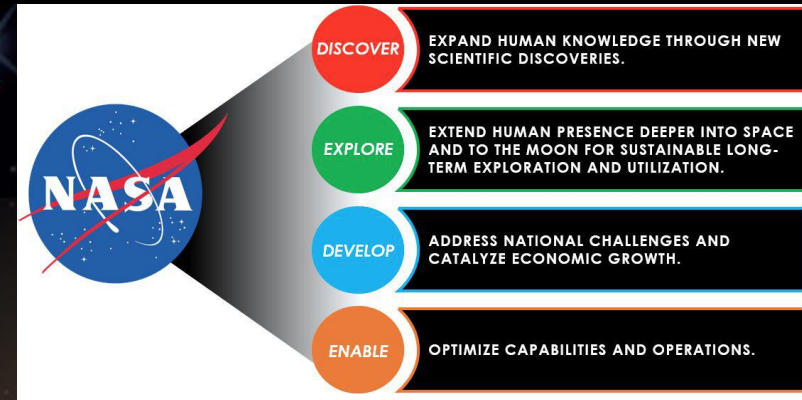 NASA
DISCOVER
EXPAND HUMAN KNOWLEDGE THROUGH NEW
SCIENTIFIC DISCOVERIES.
EXPLORE
EXTEND HUMAN PRESENCE DEEPER INTO SPACE
AND TO THE MOON FOR SUSTAINABLE LONG-
TERM EXPLORATION AND UTILIZATION.
DEVELOP
ADDRESS NATIONAL CHALLENGES AND
CATALYZE ECONOMIC GROWTH.
ENABLE
OPTIMIZE CAPABILITIES AND OPERATIONS.